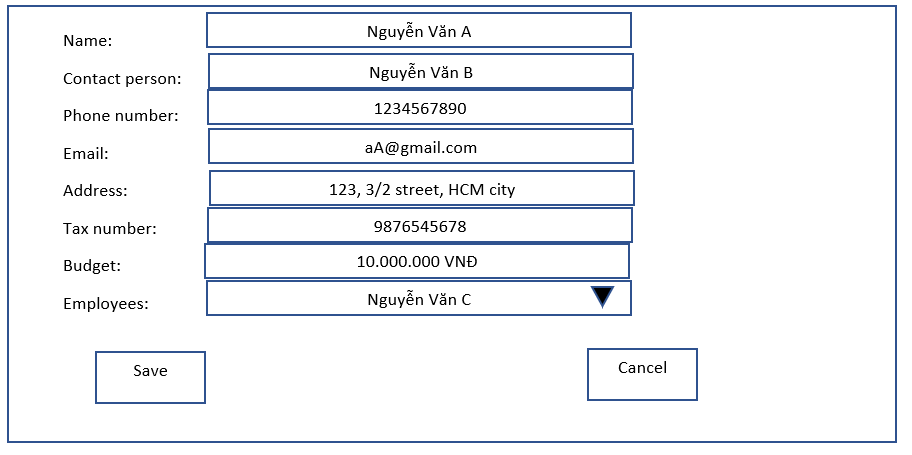 Name: Nguyễn Văn A
Contact person: Nguyễn Văn B
Phone number: 1234567890
Email: aA@gmail.com
Address: 123, 3/2 street, HCM city
Tax number: 9876545678
Budget: 10.000.000 VNĐ
Employees: Nguyễn Văn C
Save Cancel